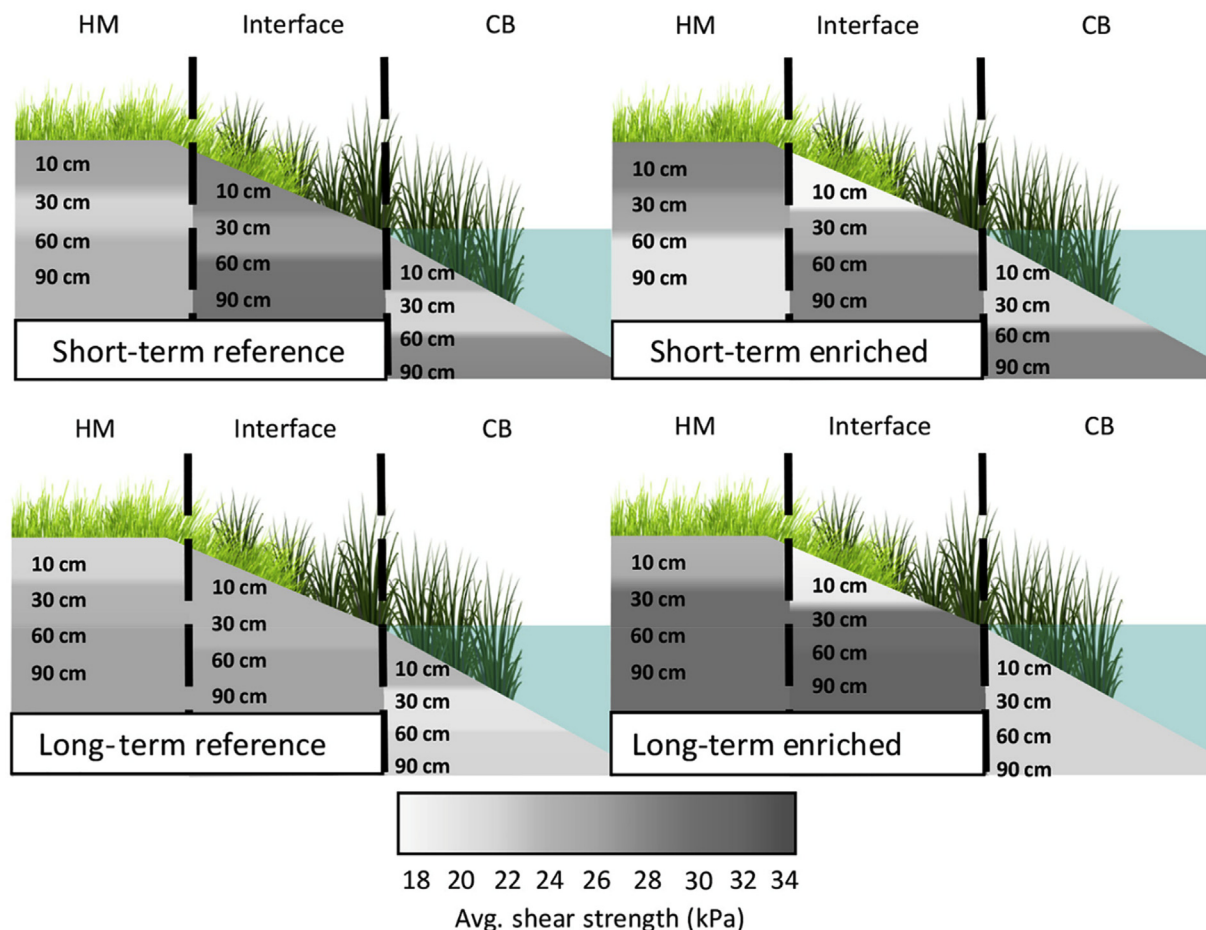 HM Interface CB
10 cm
30 cm
60 cm
90 cm
10 cm
30 cm
60 cm
90 cm
10 cm
30 cm
60 cm
90 cm
Short-term reference
HM Interface CB
10 cm
30 cm
60 cm
90 cm
10 cm
30 cm
60 cm
90 cm
10 cm
30 cm
60 cm
90 cm
Short-term enriched
HM Interface CB
10 cm
30 cm
60 cm
90 cm
10 cm
30 cm
60 cm
90 cm
10 cm
30 cm
60 cm
90 cm
Long-term reference
HM Interface CB
10 cm
30 cm
60 cm
90 cm
10 cm
30 cm
60 cm
90 cm
10 cm
30 cm
60 cm
90 cm
Long-term enriched
18 20 22 24 26 28 30 32 34
Avg. shear strength (kPa)